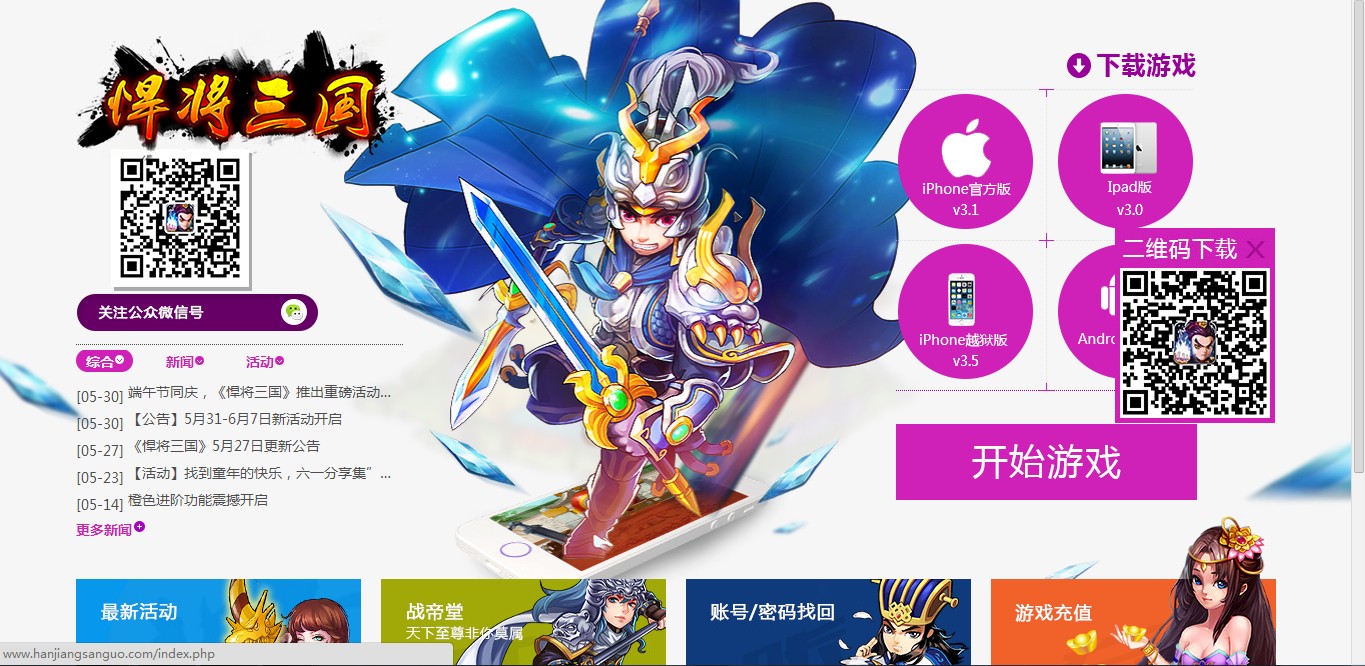 悍将三国
关注公众微信号
综合 新闻 活动
[05-30] 端午节同庆，《悍将三国》推出重磅活动...
[05-30] 【公告】5月31-6月7日新活动开启
[05-27] 《悍将三国》5月27日更新公告
[05-23] 【活动】找到童年的快乐，六一分享集” ...
[05-14] 橙色进阶功能震撼开启
更多新闻
下载游戏
iPhone官方版
v3.1
Ipad版
v3.0
iPhone越狱版
v3.5
Andro
二维码下载
开始游戏
最新活动
战帝堂
天下至尊非你莫属
账号/密码找回
游戏充值
www.hanjiangsanguo.com/index.php